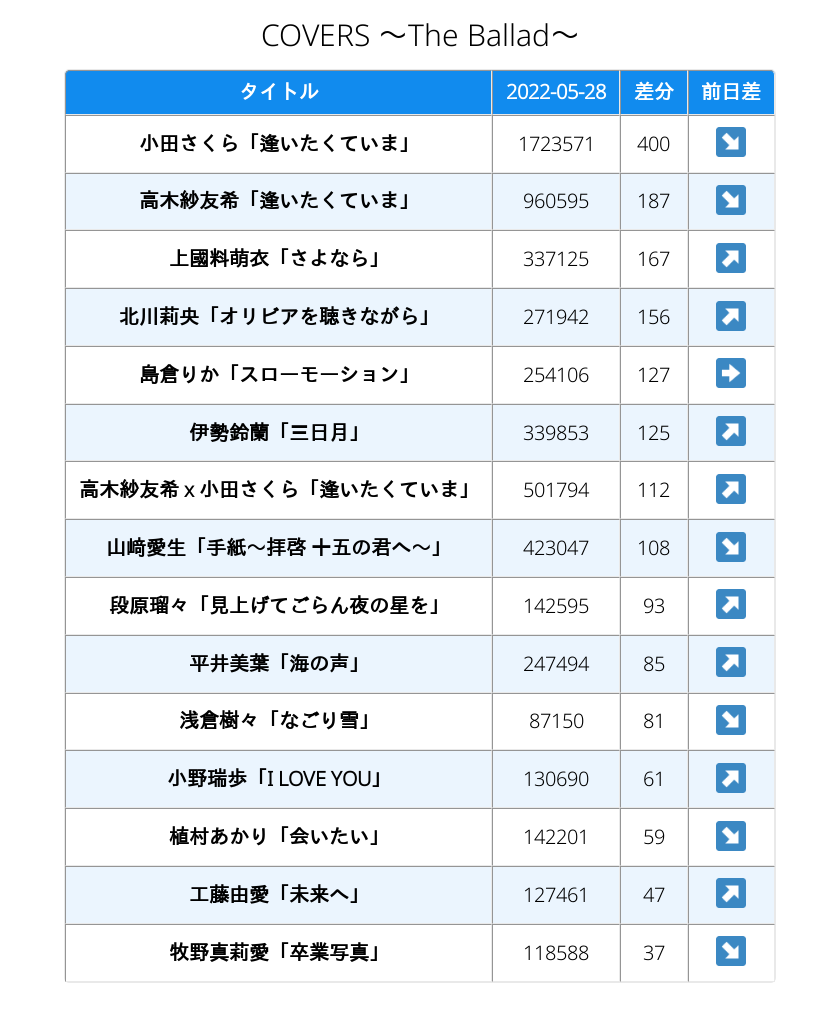 COVERS ～The Ballad～
タイトル 2022-05-28 差分 前日差
小田さくら「逢いたくていま」 1723571 400 ↘
高木紗友希「逢いたくていま」 960595 187 ↘
上國料萌衣「さよなら」 337125 167 ↗
北川莉央「オリビアを聴きながら」 271942 156 ↗
島倉りか「スローモーション」 254106 127 ➡
伊勢鈴蘭「三日月」 339853 125 ↗
高木紗友希 x 小田さくら「逢いたくていま」 501794 112 ↗
山﨑愛生「手紙～拝啓 十五の君へ～」 423047 108 ↘
段原瑠々「見上げてごらん夜の星を」 142595 93 ↗
平井美葉「海の声」 247494 85 ↗
浅倉樹々「なごり雪」 87150 81 ↘
小野瑞歩「I LOVE YOU」 130690 61 ↗
植村あかり「会いたい」 142201 59 ↘
工藤由愛「未来へ」 127461 47 ↗
牧野真莉愛「卒業写真」 118588 37 ↘